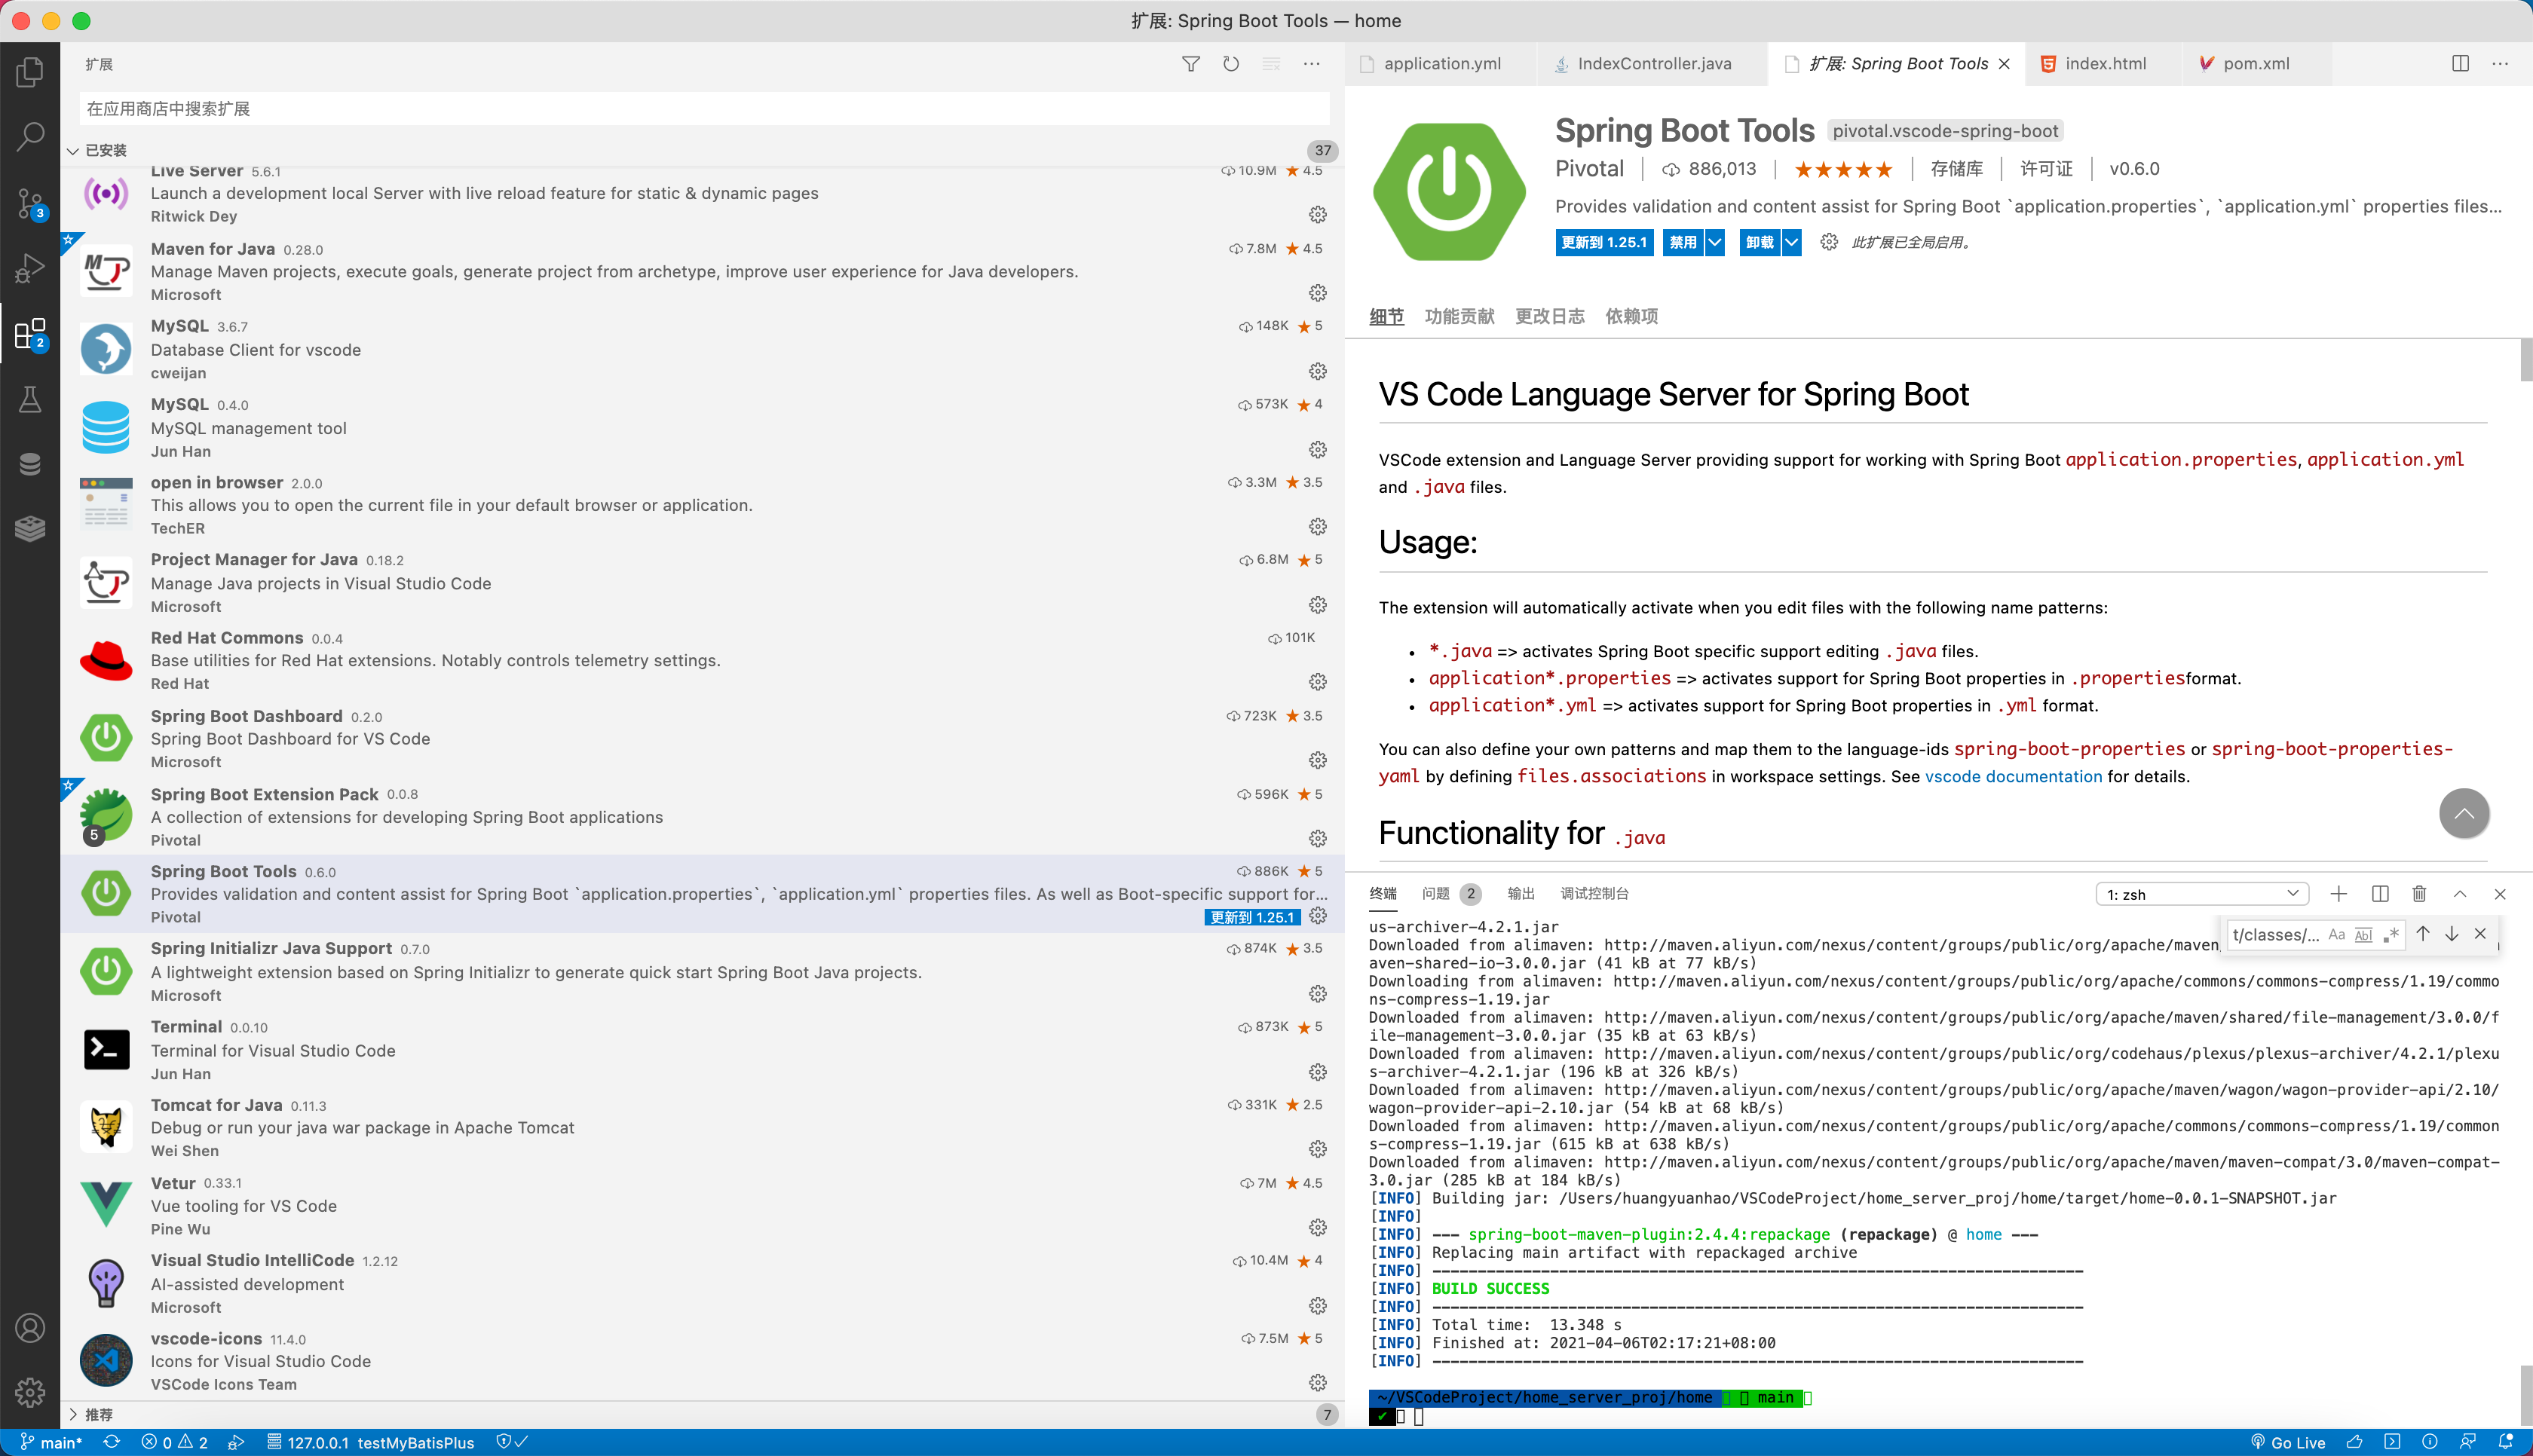 扩展: Spring Boot Tools — home
扩展
在应用商店中搜索扩展
已安装 37
Live Server 5.6.1 10.9M 4.5
Launch a development local Server with live reload feature for static & dynamic pages
Ritwick Dey
Maven for Java 0.28.0 7.8M 4.5
Manage Maven projects, execute goals, generate project from archetype, improve user experience for Java developers.
Microsoft
MySQL 3.6.7 148K 5
Database Client for vscode
cweijan
MySQL 0.4.0 573K 4
MySQL management tool
Jun Han
open in browser 2.0.0 3.3M 3.5
This allows you to open the current file in your default browser or application.
TechER
Project Manager for Java 0.18.2 6.8M 5
Manage Java projects in Visual Studio Code
Microsoft
Red Hat Commons 0.0.4 101K
Base utilities for Red Hat extensions. Notably controls telemetry settings.
Red Hat
Spring Boot Dashboard 0.2.0 723K 3.5
Spring Boot Dashboard for VS Code
Microsoft
Spring Boot Extension Pack 0.0.8 596K 5
A collection of extensions for developing Spring Boot applications
5
Pivotal
Spring Boot Tools 0.6.0 886K 5
Provides validation and content assist for Spring Boot `application.properties`, `application.yml` properties files. As well as Boot-specific support for...
Pivotal 更新到 1.25.1
Spring Initializr Java Support 0.7.0 874K 3.5
A lightweight extension based on Spring Initializr to generate quick start Spring Boot Java projects.
Microsoft
Terminal 0.0.10 873K 5
Terminal for Visual Studio Code
Jun Han
Tomcat for Java 0.11.3 331K 2.5
Debug or run your java war package in Apache Tomcat
Wei Shen
Vetur 0.33.1 7M 4.5
Vue tooling for VS Code
Pine Wu
Visual Studio IntelliCode 1.2.12 10.4M 4
AI-assisted development
Microsoft
vscode-icons 11.4.0 7.5M 5
Icons for Visual Studio Code
VSCode Icons Team
推荐 7
3
2
application.yml IndexController.java 扩展: Spring Boot Tools index.html pom.xml
Spring Boot Tools pivotal.vscode-spring-boot
Pivotal 886,013 存储库 许可证 v0.6.0
Provides validation and content assist for Spring Boot `application.properties`, `application.yml` properties files...
更新到 1.25.1 禁用 卸载 此扩展已全局启用。
细节 功能贡献 更改日志 依赖项
VS Code Language Server for Spring Boot
VSCode extension and Language Server providing support for working with Spring Boot application.properties, application.yml
and .java files.
Usage:
The extension will automatically activate when you edit files with the following name patterns:
• *.java => activates Spring Boot specific support editing .java files.
• application*.properties => activates support for Spring Boot properties in .propertiesformat.
• application*.yml => activates support for Spring Boot properties in .yml format.
You can also define your own patterns and map them to the language-ids spring-boot-properties or spring-boot-properties-
yaml by defining files.associations in workspace settings. See vscode documentation for details.
Functionality for .java
终端 问题 2 输出 调试控制台 1: zsh
t/classes/... Aa Abl .*
us-archiver-4.2.1.jar
Downloaded from alimaven: http://maven.aliyun.com/nexus/content/groups/public/org/apache/maven
aven-shared-io-3.0.0.jar (41 kB at 77 kB/s)
Downloading from alimaven: http://maven.aliyun.com/nexus/content/groups/public/org/apache/commons/commons-compress/1.19/commo
ns-compress-1.19.jar
Downloaded from alimaven: http://maven.aliyun.com/nexus/content/groups/public/org/apache/maven/shared/file-management/3.0.0/f
ile-management-3.0.0.jar (35 kB at 63 kB/s)
Downloaded from alimaven: http://maven.aliyun.com/nexus/content/groups/public/org/codehaus/plexus/plexus-archiver/4.2.1/plexu
s-archiver-4.2.1.jar (196 kB at 326 kB/s)
Downloaded from alimaven: http://maven.aliyun.com/nexus/content/groups/public/org/apache/maven/wagon/wagon-provider-api/2.10/
wagon-provider-api-2.10.jar (54 kB at 68 kB/s)
Downloaded from alimaven: http://maven.aliyun.com/nexus/content/groups/public/org/apache/commons/commons-compress/1.19/common
s-compress-1.19.jar (615 kB at 638 kB/s)
Downloaded from alimaven: http://maven.aliyun.com/nexus/content/groups/public/org/apache/maven/maven-compat/3.0/maven-compat-
3.0.jar (285 kB at 184 kB/s)
[INFO] Building jar: /Users/huangyuanhao/VSCodeProject/home_server_proj/home/target/home-0.0.1-SNAPSHOT.jar
[INFO]
[INFO] --- spring-boot-maven-plugin:2.4.4:repackage (repackage) @ home ---
[INFO] Replacing main artifact with repackaged archive
[INFO] ------------------------------------------------------------------------
[INFO] BUILD SUCCESS
[INFO] ------------------------------------------------------------------------
[INFO] Total time:  13.348 s
[INFO] Finished at: 2021-04-06T02:17:21+08:00
[INFO] ------------------------------------------------------------------------
~/VSCodeProject/home_server_proj/home main
✔
main* 0 2 127.0.0.1 testMyBatisPlus Go Live